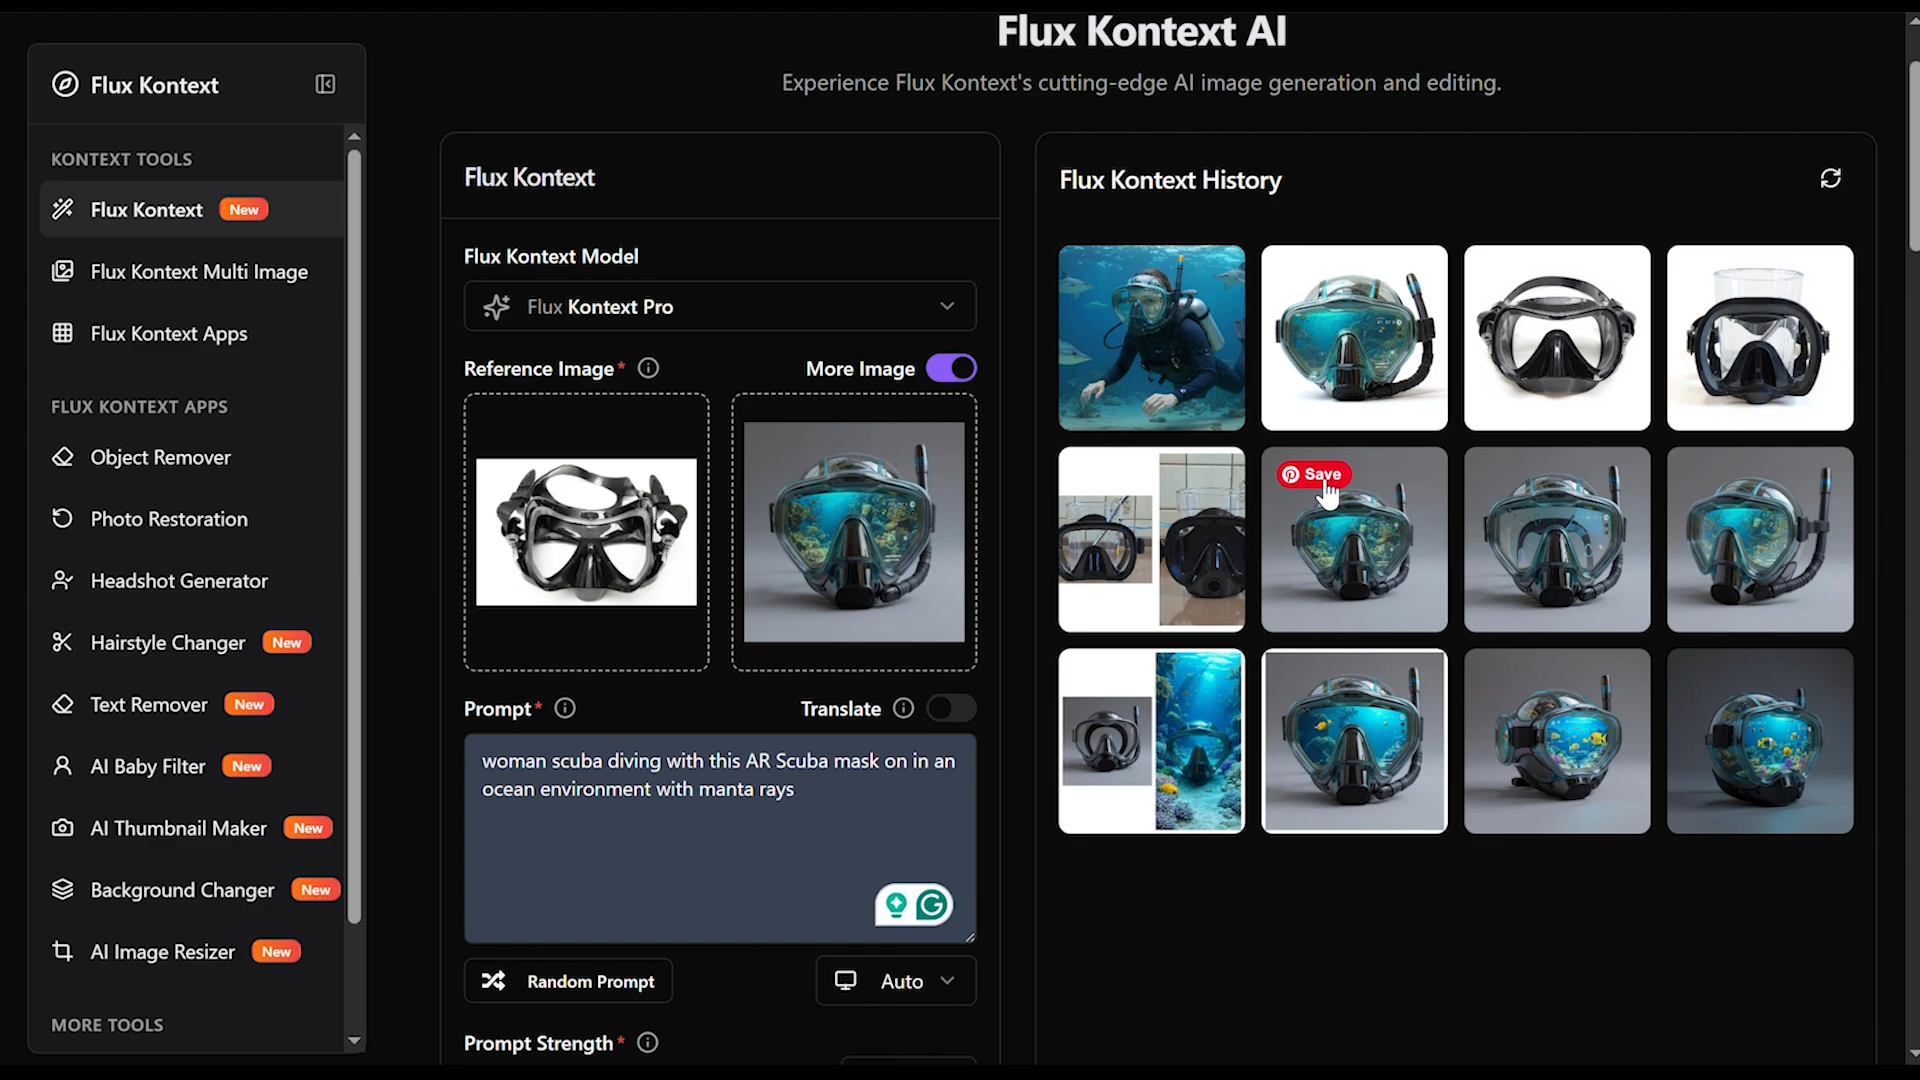 Flux Kontext AI
Experience Flux Kontext's cutting-edge AI image generation and editing.
Flux Kontext
KONTEXT TOOLS
Flux Kontext New
Flux Kontext Multi Image
Flux Kontext Apps
FLUX KONTEXT APPS
Object Remover
Photo Restoration
Headshot Generator
Hairstyle Changer New
Text Remover New
AI Baby Filter New
AI Thumbnail Maker New
Background Changer New
AI Image Resizer New
MORE TOOLS
Flux Kontext
Flux Kontext Model
Flux Kontext Pro
Reference Image* More Image
Prompt* Translate
woman scuba diving with this AR Scuba mask on in an
ocean environment with manta rays
Random Prompt Auto
Prompt Strength*
Flux Kontext History
Save